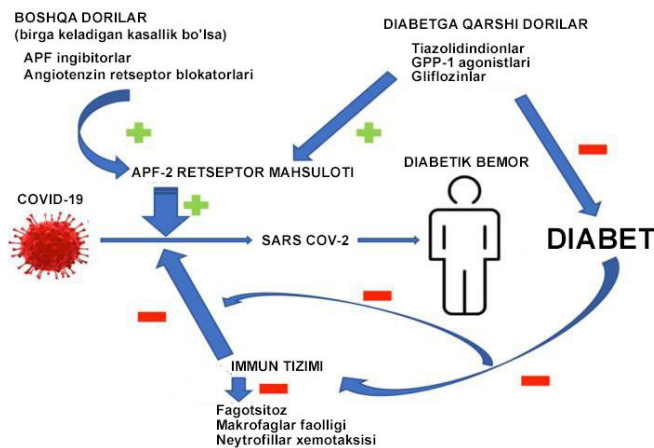 BOSHQA DORILAR
(birga keladigan kasallik bo'lsa)
APF ingibitorlar
Angiotenzin retseptor blokatorlari
DIABETGA QARSHI DORILAR
Tiazolidindionlar
GPP-1 agonistlari
Gliflozinlar
APF-2 RETSEPTOR MAHSULOTI
DIABETIK BEMOR
COVID-19
SARS COV-2
DIABET
IMMUN TIZIMI
Fagotsitoz
Makrofaglar faolligi
Neytrofillar xemotaksisi